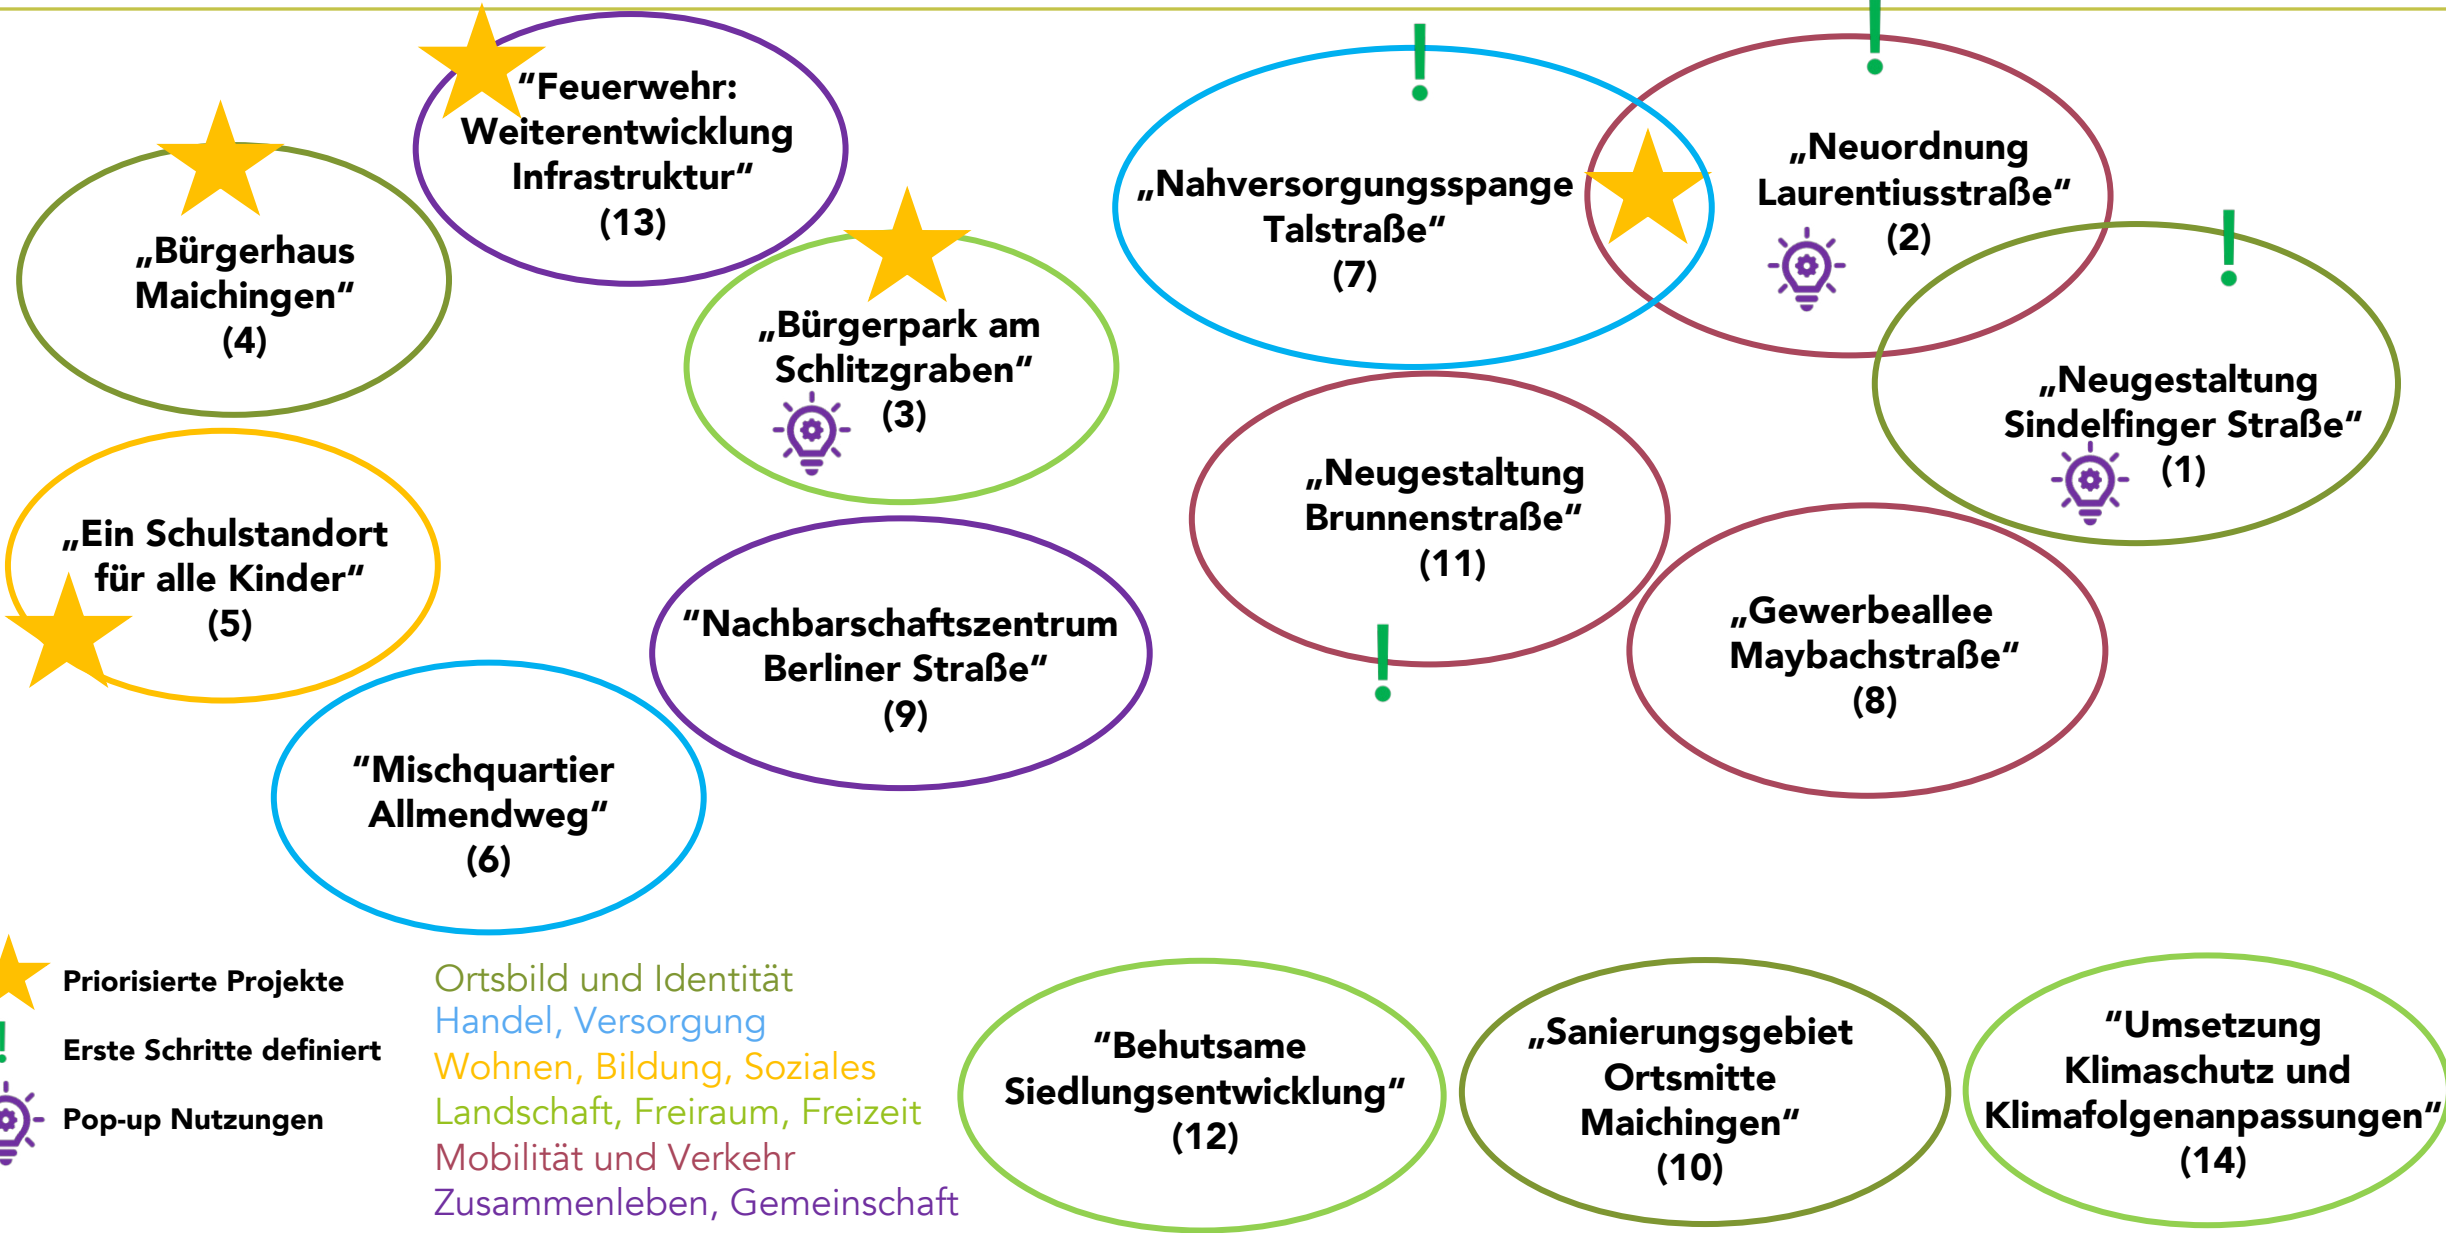 “Feuerwehr:
Weiterentwicklung
Infrastruktur“
(13)
„Bürgerhaus
Maichingen“
(4)
„Bürgerpark am
Schlitzgraben“
(3)
„Nahversorgungsspange
Talstraße“
(7)
„Neuordnung
Laurentiusstraße“
(2)
„Neugestaltung
Sindelfinger Straße“
(1)
„Neugestaltung
Brunnenstraße“
(11)
„Ein Schulstandort
für alle Kinder“
(5)
“Nachbarschaftszentrum
Berliner Straße“
(9)
„Gewerbeallee
Maybachstraße“
(8)
“Mischquartier
Allmendweg“
(6)
Priorisierte Projekte
Erste Schritte definiert
Pop-up Nutzungen
Ortsbild und Identität
Handel, Versorgung
Wohnen, Bildung, Soziales
Landschaft, Freiraum, Freizeit
Mobilität und Verkehr
Zusammenleben, Gemeinschaft
“Behutsame
Siedlungsentwicklung“
(12)
„Sanierungsgebiet
Ortsmitte
Maichingen“
(10)
“Umsetzung
Klimaschutz und
Klimafolgenanpassungen“
(14)